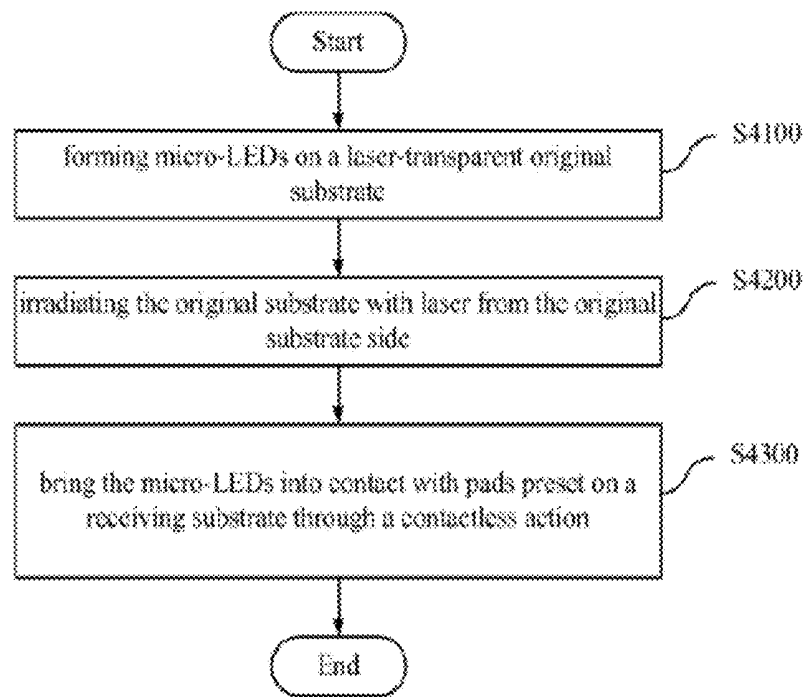 Start
S4100
forming micro-LEDs on a laser-transparent original
substrate
S4200
irradiating the original substrate with laser from the original
substrate side
S4300
bring the micro-LEDs into contact with pads preset on a
receiving substrate through a contactless action
End